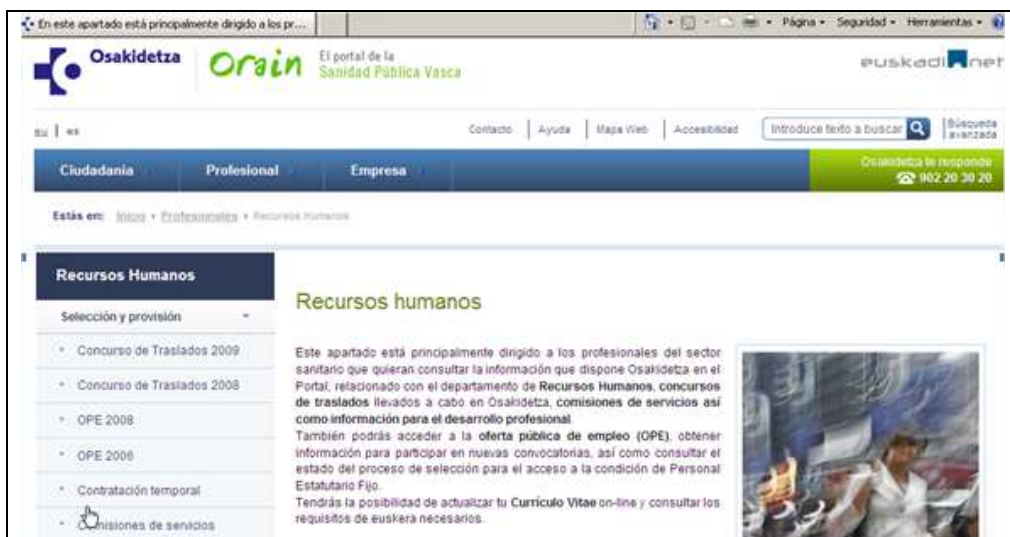 En este apartado está principalmente dirigido a los pr...
Página Seguridad Herramientas
Osakidetza
Orain
El portal de la
Sanidad Pública Vasca
euskadi net
eu | es
Contacto | Ayuda | Mapa Web | Accesibilidad
Introduce texto a buscar
Búsqueda
avanzada
Ciudadania
Profesional
Empresa
Osakidetza te responde
902 20 30 20
Estás en: Inicio Profesionales Recursos Humanos
Recursos Humanos
Selección y provisión
Concurso de Traslados 2009
Concurso de Traslados 2008
OPE 2008
OPE 2006
Contratación temporal
Comisiones de servicios
Recursos humanos
Este apartado está principalmente dirigido a los profesionales del sector
sanitario que quieran consultar la información que dispone Osakidetza en el
Portal, relacionado con el departamento de Recursos Humanos, concursos
de traslados llevados a cabo en Osakidetza, comisiones de servicios así
como información para el desarrollo profesional.
También podrás acceder a la oferta pública de empleo (OPE), obtener
información para participar en nuevas convocatorias, así como consultar el
estado del proceso de selección para el acceso a la condición de Personal
Estatutario Fijo.
Tendrás la posibilidad de actualizar tu Currículo Vitae on-line y consultar los
requisitos de euskera necesarios.